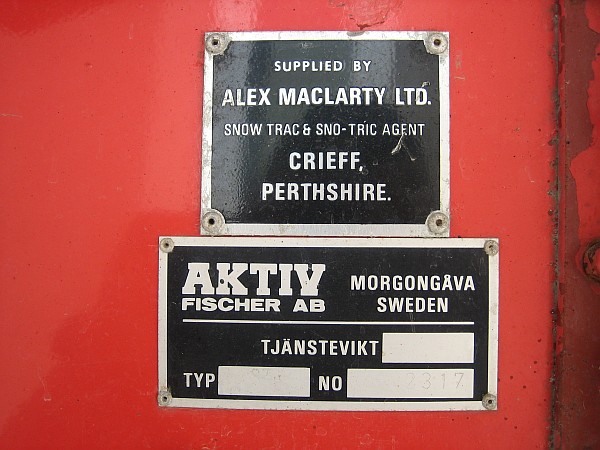 SUPPLIED BY
ALEX MACLARTY LTD.
SNOW TRAC & SNO-TRIC AGENT
CRIEFF,
PERTHSHIRE.
AKTIV
FISCHER AB
MORGONGÅVA
SWEDEN
TJÄNSTEVIKT
TYP
NO